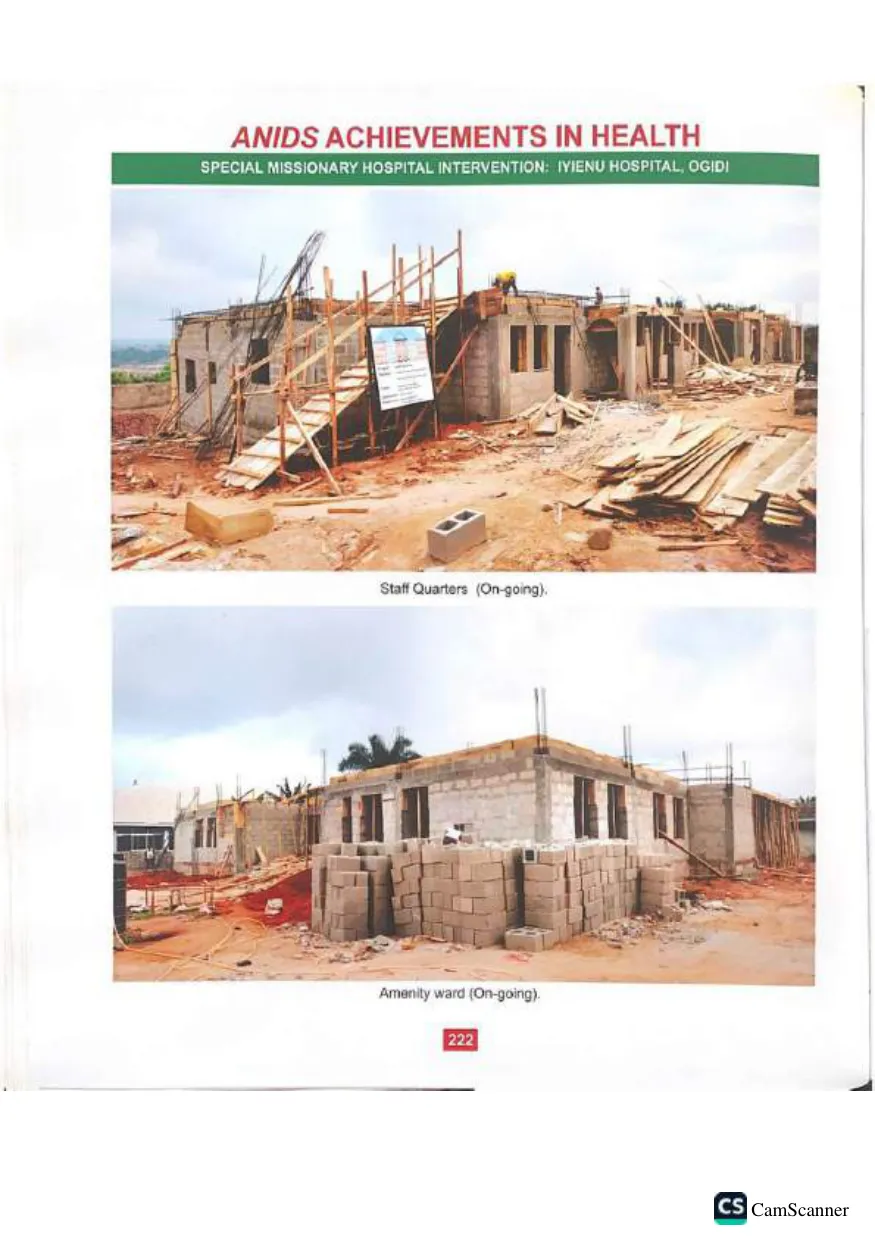 ANIDS ACHIEVEMENTS IN HEALTH
SPECIAL MISSIONARY HOSPITAL INTERVENTION: IYIENU HOSPITAL, OGIDI
Staff Quarters (On-going).
Amenity ward (On-going).
222
CS CamScanner